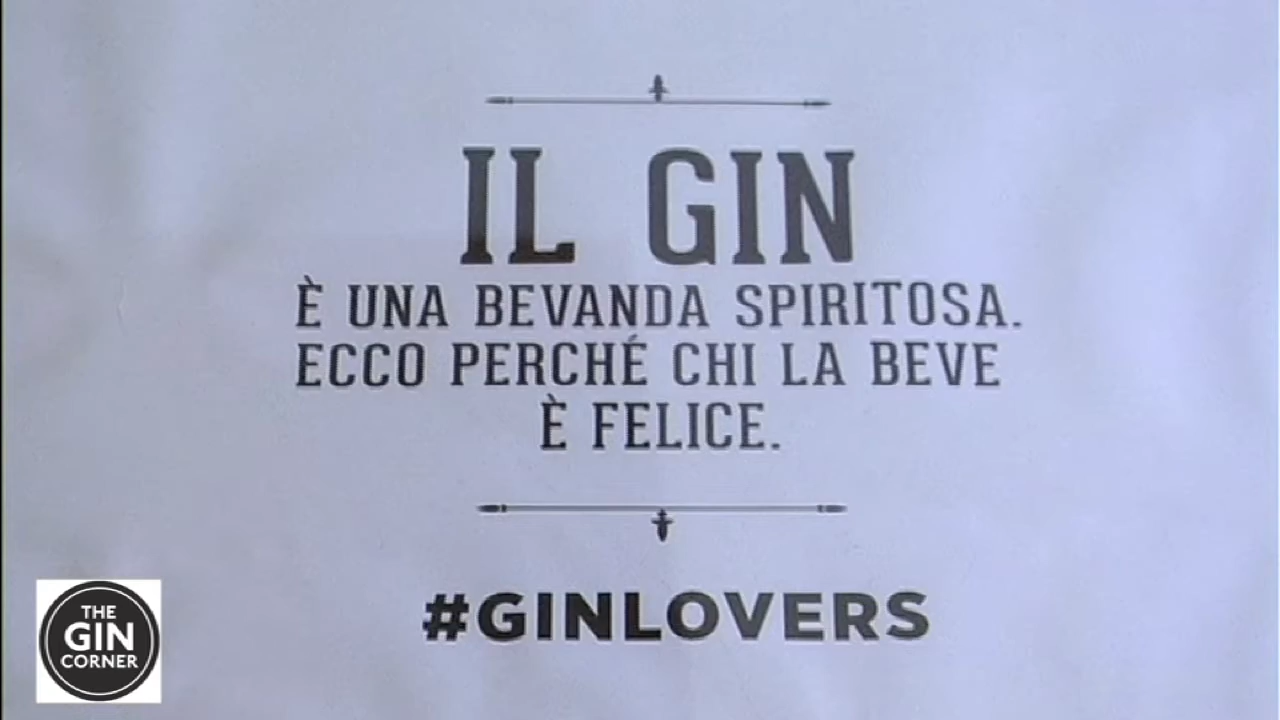 IL GIN
È UNA BEVANDA SPIRITOSA.
ECCO PERCHÉ CHI LA BEVE
È FELICE.
#GINLOVERS
THE
GIN
CORNER